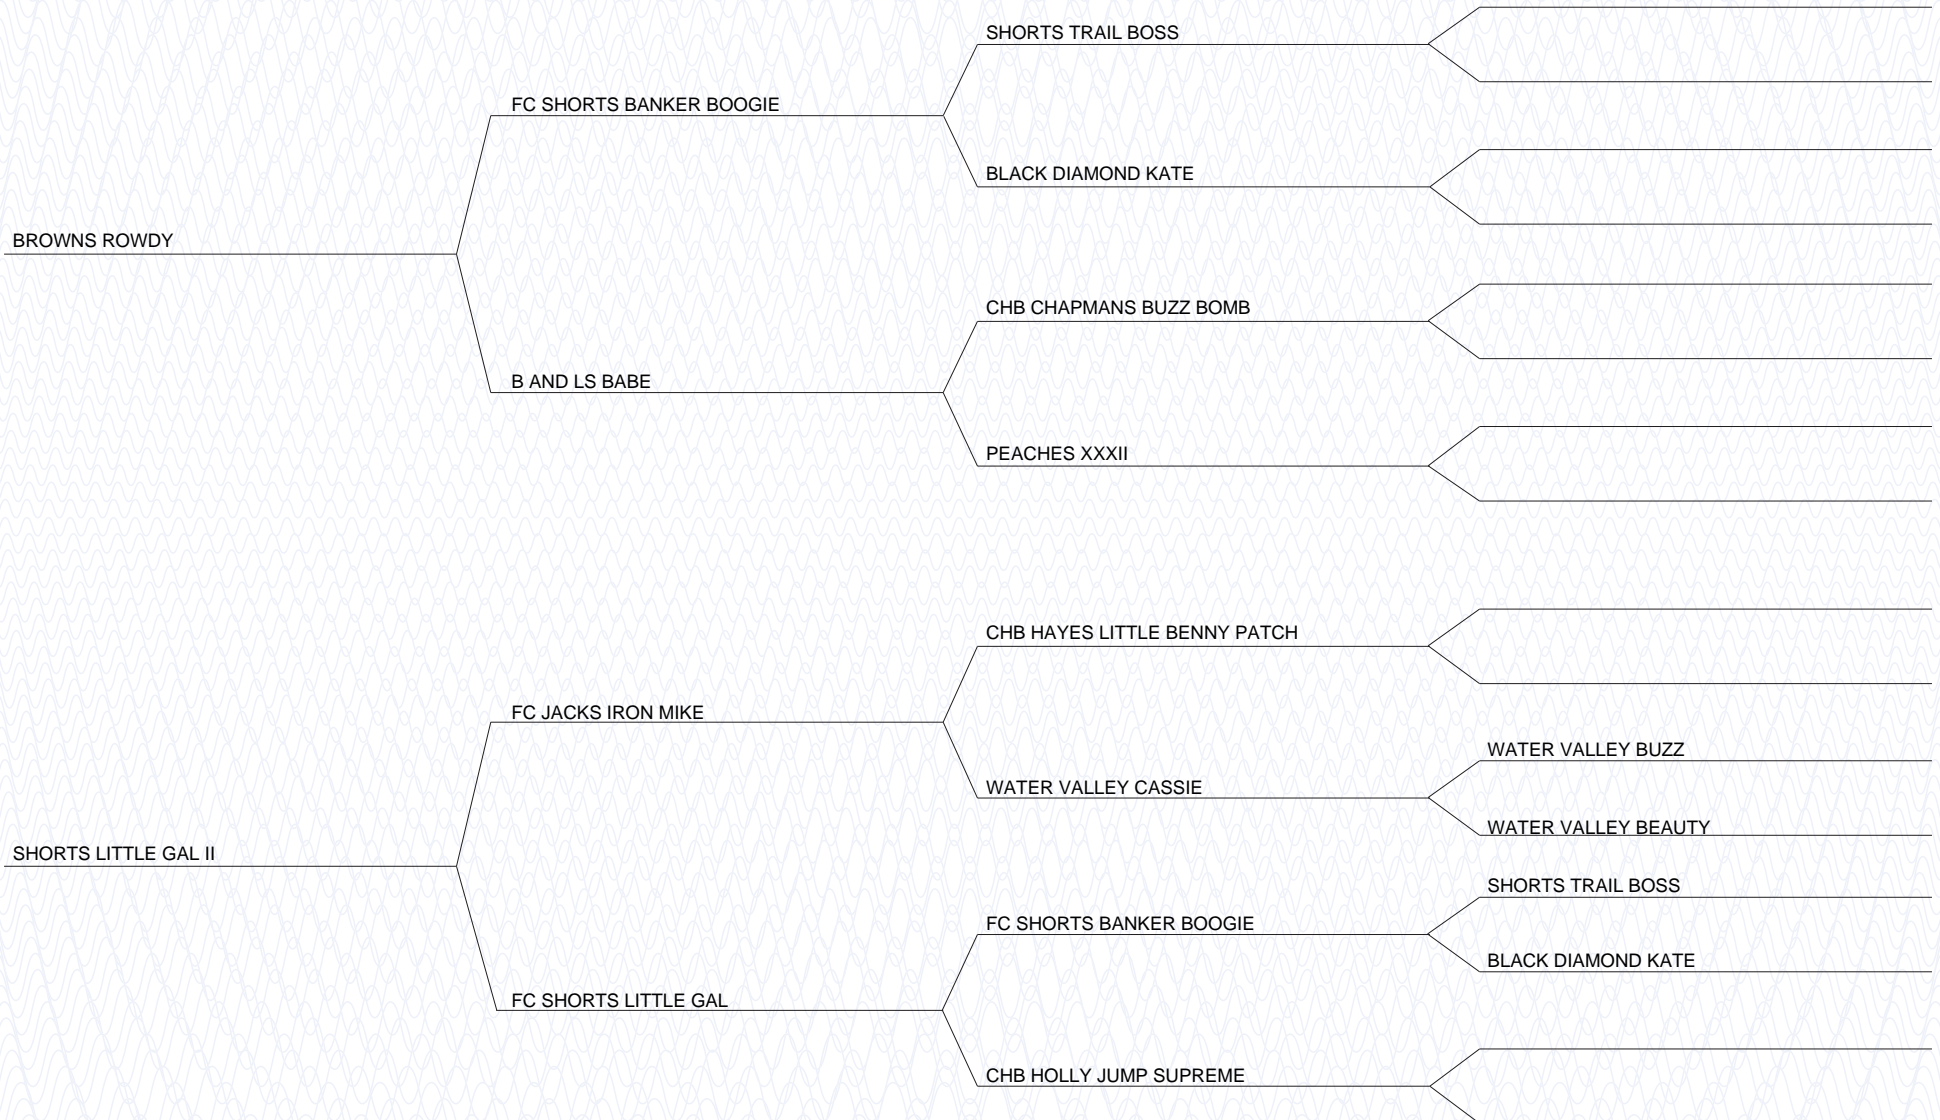 SHORTS TRAIL BOSS
FC SHORTS BANKER BOOGIE
BLACK DIAMOND KATE
BROWNS ROWDY
CHB CHAPMANS BUZZ BOMB
B AND LS BABE
PEACHES XXXII
CHB HAYES LITTLE BENNY PATCH
FC JACKS IRON MIKE
WATER VALLEY BUZZ
WATER VALLEY CASSIE
WATER VALLEY BEAUTY
SHORTS LITTLE GAL II
SHORTS TRAIL BOSS
FC SHORTS BANKER BOOGIE
BLACK DIAMOND KATE
FC SHORTS LITTLE GAL
CHB HOLLY JUMP SUPREME